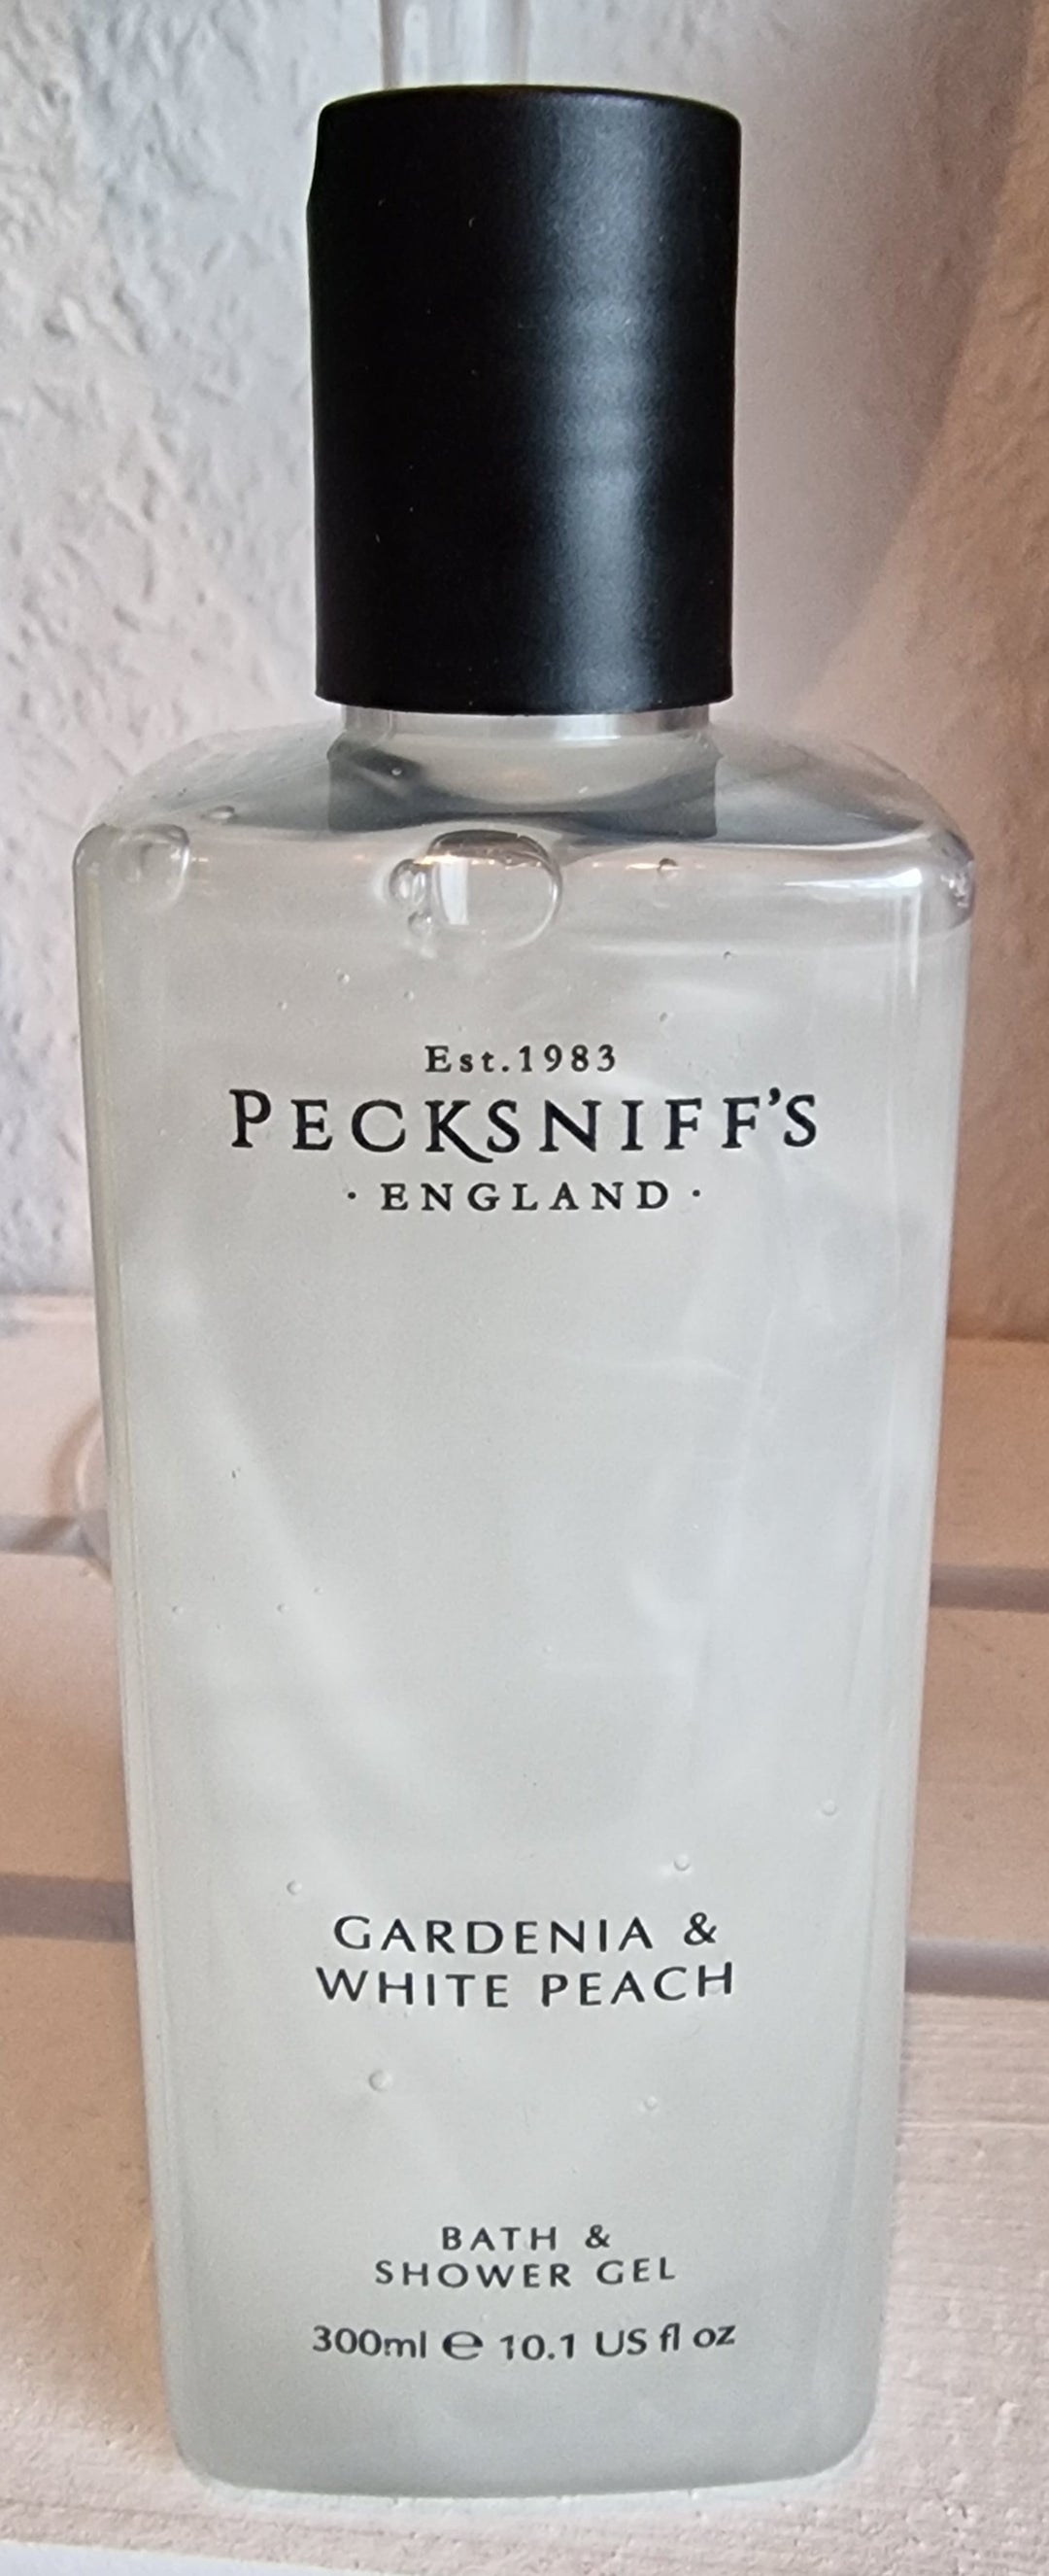 Est.1983
PECKSNIFF'S
· ENGLAND ·
GARDENIA &
WHITE PEACH
BATH &
SHOWER GEL
300ml ℮ 10.1 US fl oz